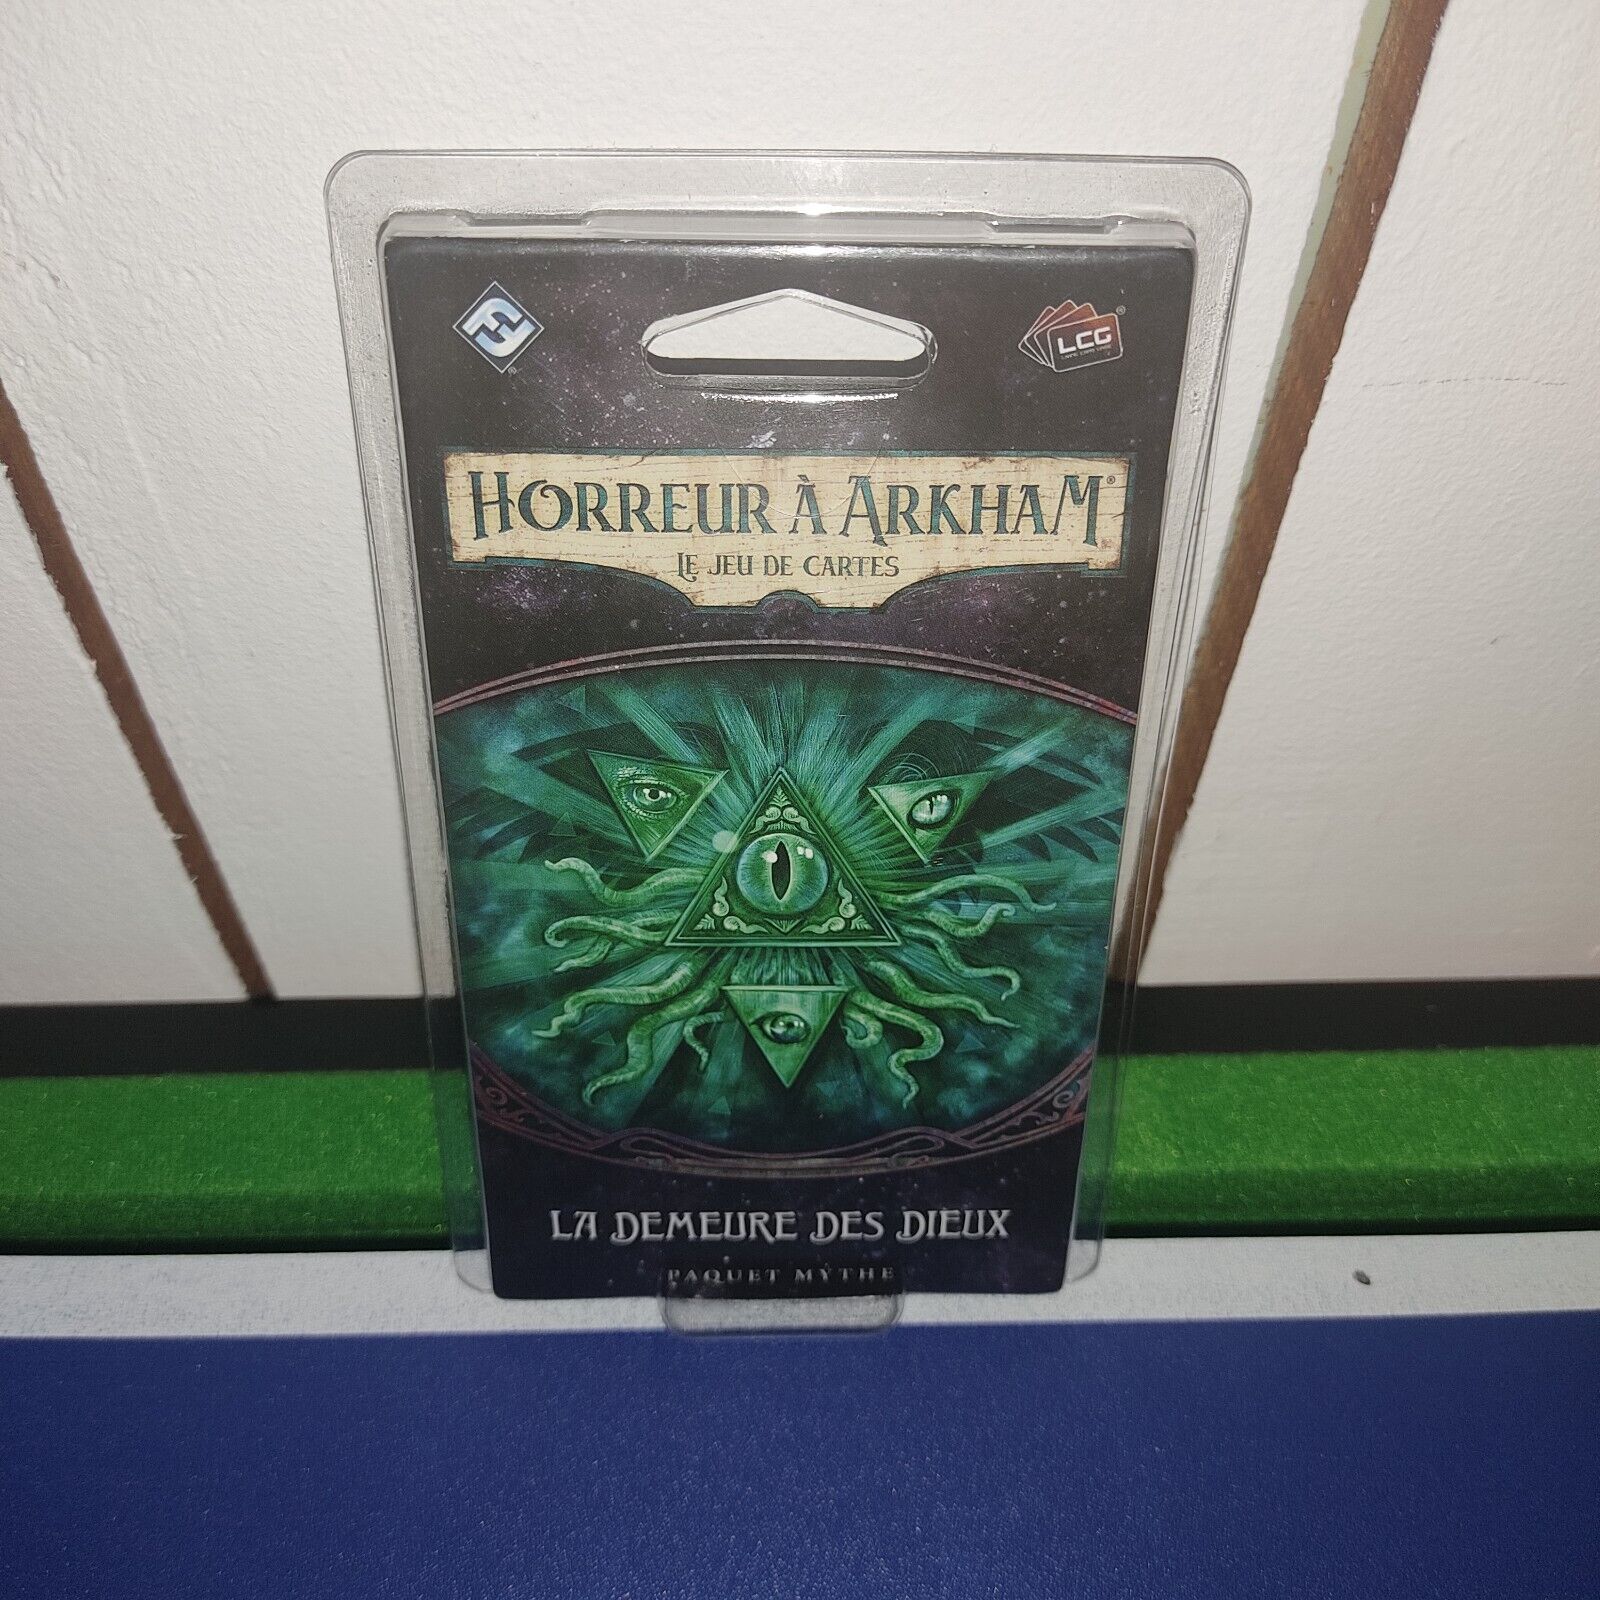 LCG
HORREUR À ARKHAM®
LE JEU DE CARTES
LA DEMEURE DES DIEUX
PAQUET MYTHE